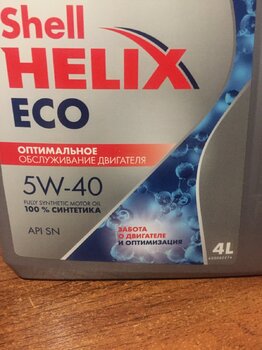 Shell
HELIX
ECO
ОПТИМАЛЬНОЕ
ОБСЛУЖИВАНИЕ ДВИГАТЕЛЯ
5W-40
FULLY SYNTHETIC MOTOR OIL
100 % СИНТЕТИКА
API SN
ЗАБОТА
О ДВИГАТЕЛЕ
И ОПТИМИЗАЦИЯ
4L